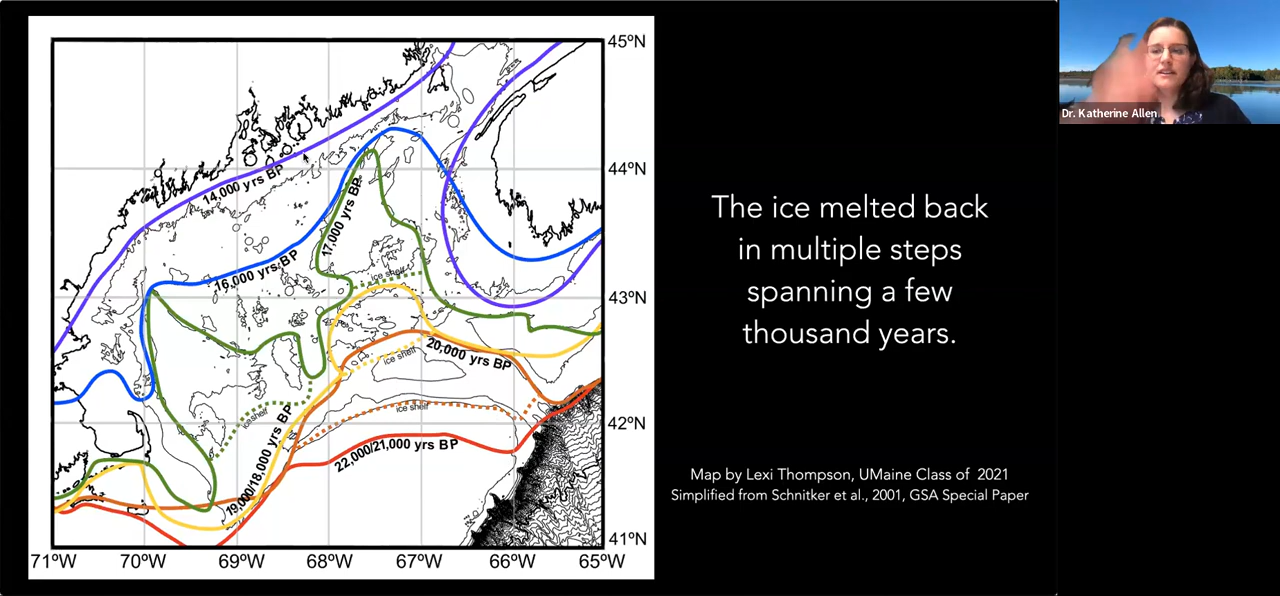 45ºN
44ºN
43ºN
42ºN
41ºN
71ºW
70ºW
69ºW
68ºW
67ºW
66ºW
65ºW
14,000 yrs BP
17,000 yrs BP
16,000 yrs BP
ice shelf
20,000 yrs BP
ice shelf
ice shelf
iceshelf
22,000/21,000 yrs BP
19,000/18,000 yrs BP
The ice melted back
in multiple steps
spanning a few
thousand years.
Map by Lexi Thompson, UMaine Class of 2021
Simplified from Schnitker et al., 2001, GSA Special Paper
Dr. Katherine Allen